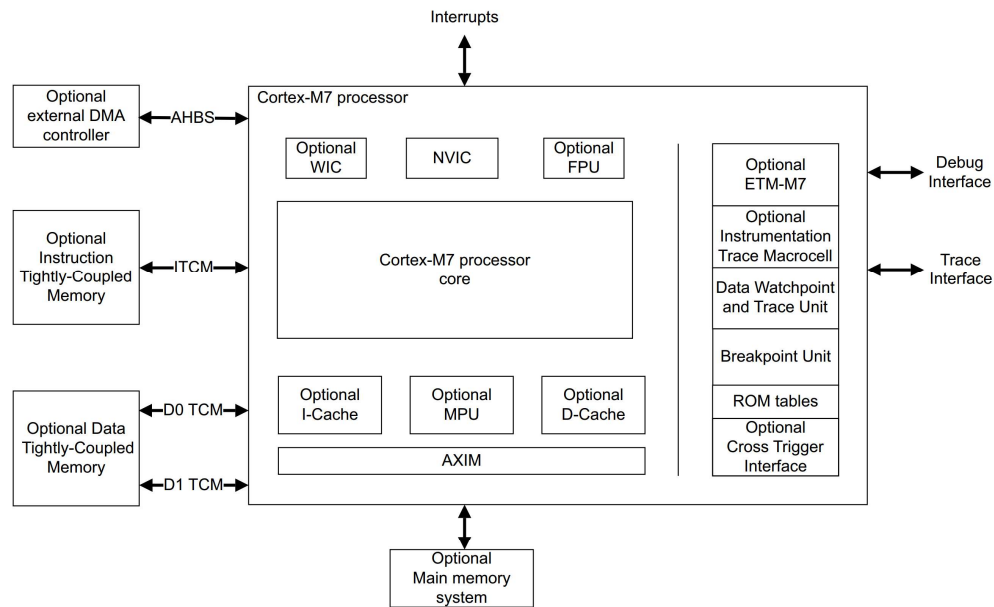 Interrupts
Optional
external DMA
controller
AHBS
Cortex-M7 processor
Optional
WIC
NVIC
Optional
FPU
Optional
ETM-M7
Debug
Interface
Optional
Instruction
Tightly-Coupled
Memory
ITCM
Cortex-M7 processor
core
Optional
Instrumentation
Trace Macrocell
Trace
Interface
Data Watchpoint
and Trace Unit
Breakpoint Unit
Optional Data
Tightly-Coupled
Memory
D0 TCM
D1 TCM
Optional
I-Cache
Optional
MPU
Optional
D-Cache
ROM tables
AXIM
Optional
Cross Trigger
Interface
Optional
Main memory
system